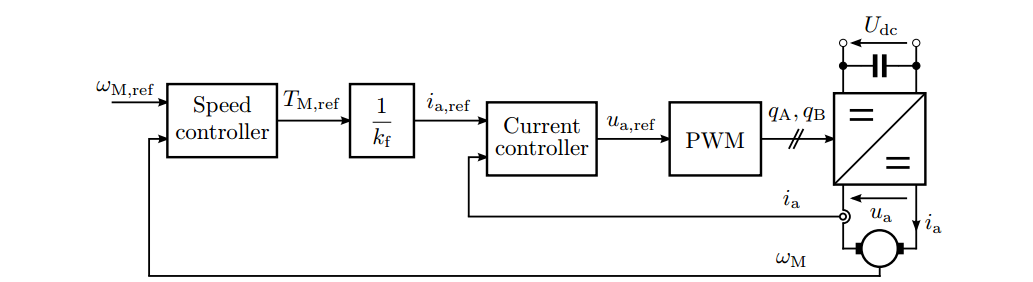 U_dc
ω_M,ref
Speed
controller
T_M,ref
1
k_f
i_a,ref
Current
controller
u_a,ref
PWM
q_A, q_B
i_a
u_a
i_a
ω_M